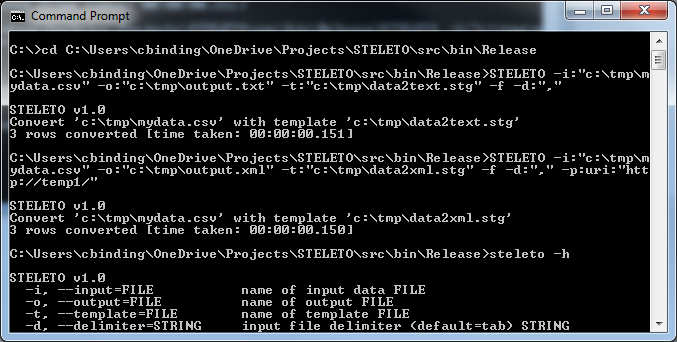 Command Prompt
C:\>cd C:\Users\cbinding\OneDrive\Projects\STELETO\src\bin\Release
C:\Users\cbinding\OneDrive\Projects\STELETO\src\bin\Release>STELETO -i:"c:\tmp\m
ydata.csv" -o:"c:\tmp\output.txt" -t:"c:\tmp\data2text.stg" -f -d:","
STELETO v1.0
Convert 'c:\tmp\mydata.csv' with template 'c:\tmp\data2text.stg'
3 rows converted [time taken: 00:00:00.151]
C:\Users\cbinding\OneDrive\Projects\STELETO\src\bin\Release>STELETO -i:"c:\tmp\m
ydata.csv" -o:"c:\tmp\output.xml" -t:"c:\tmp\data2xml.stg" -f -d:"," -p:uri:"htt
p://temp1/"
STELETO v1.0
Convert 'c:\tmp\mydata.csv' with template 'c:\tmp\data2xml.stg'
3 rows converted [time taken: 00:00:00.150]
C:\Users\cbinding\OneDrive\Projects\STELETO\src\bin\Release>steleto -h
STELETO v1.0
-i, --input=FILE name of input data FILE
-o, --output=FILE name of output FILE
-t, --template=FILE name of template FILE
-d, --delimiter=STRING input file delimiter (default=tab) STRING